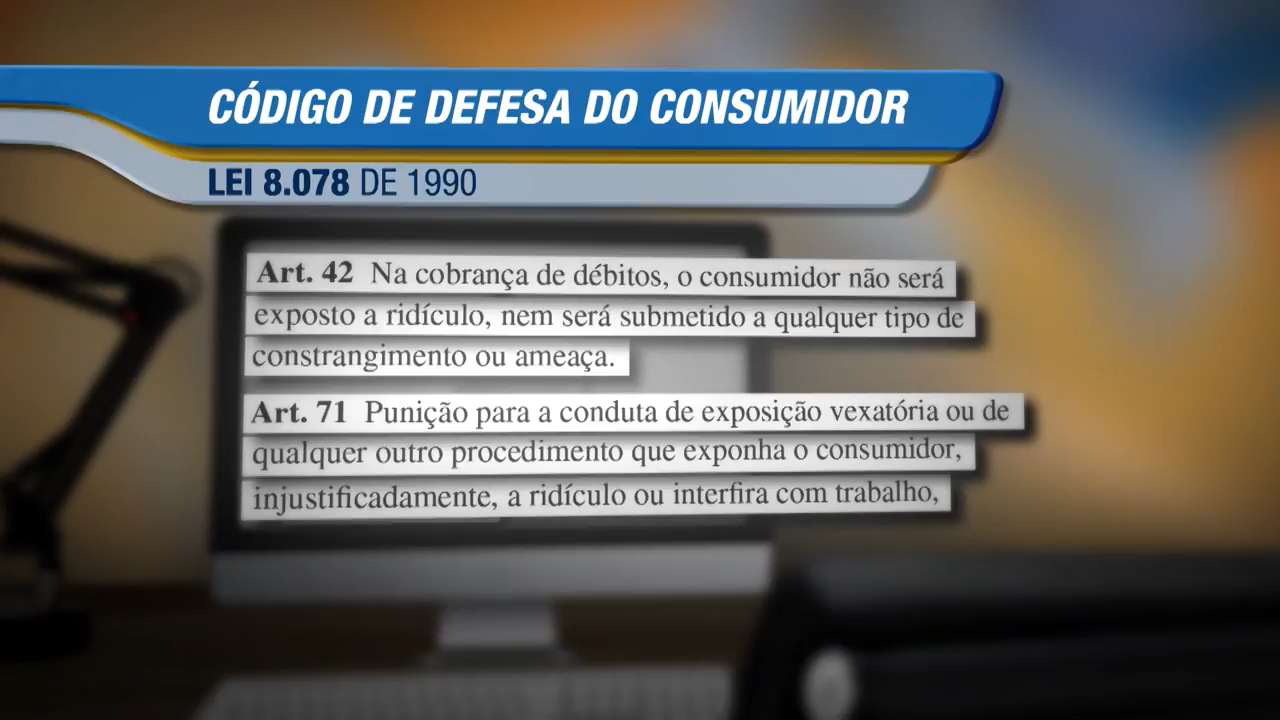 CÓDIGO DE DEFESA DO CONSUMIDOR
LEI 8.078 DE 1990
Art. 42 Na cobrança de débitos, o consumidor não será
exposto a ridículo, nem será submetido a qualquer tipo de
constrangimento ou ameaça.
Art. 71 Punição para a conduta de exposição vexatória ou de
qualquer outro procedimento que exponha o consumidor,
injustificadamente, a ridículo ou interfira com trabalho,